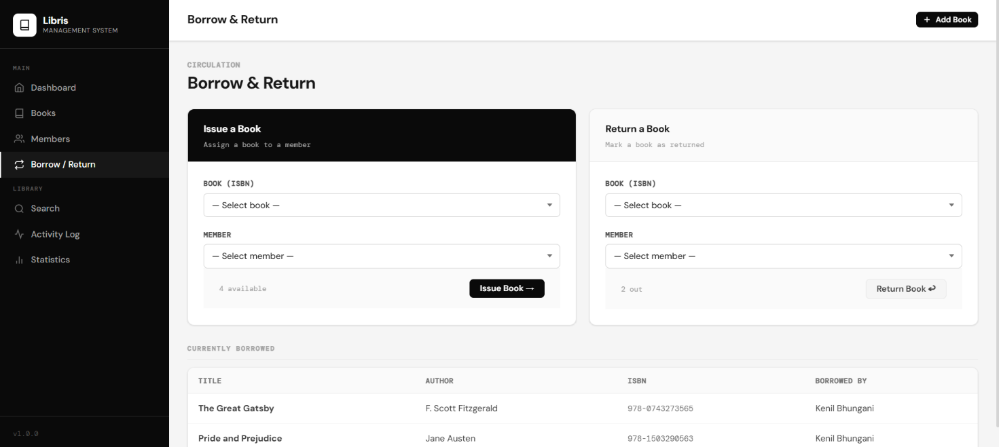 Libris
MANAGEMENT SYSTEM
MAIN
Dashboard
Books
Members
Borrow / Return
LIBRARY
Search
Activity Log
Statistics
v1.0.0
Borrow & Return
+ Add Book
CIRCULATION
Borrow & Return
Issue a Book
Assign a book to a member
BOOK (ISBN)
— Select book —
MEMBER
— Select member —
4 available
Issue Book →
Return a Book
Mark a book as returned
BOOK (ISBN)
— Select book —
MEMBER
— Select member —
2 out
Return Book ↩
CURRENTLY BORROWED
TITLE AUTHOR ISBN BORROWED BY
The Great Gatsby F. Scott Fitzgerald 978-0743273565 Kenil Bhungani
Pride and Prejudice Jane Austen 978-1503290563 Kenil Bhungani